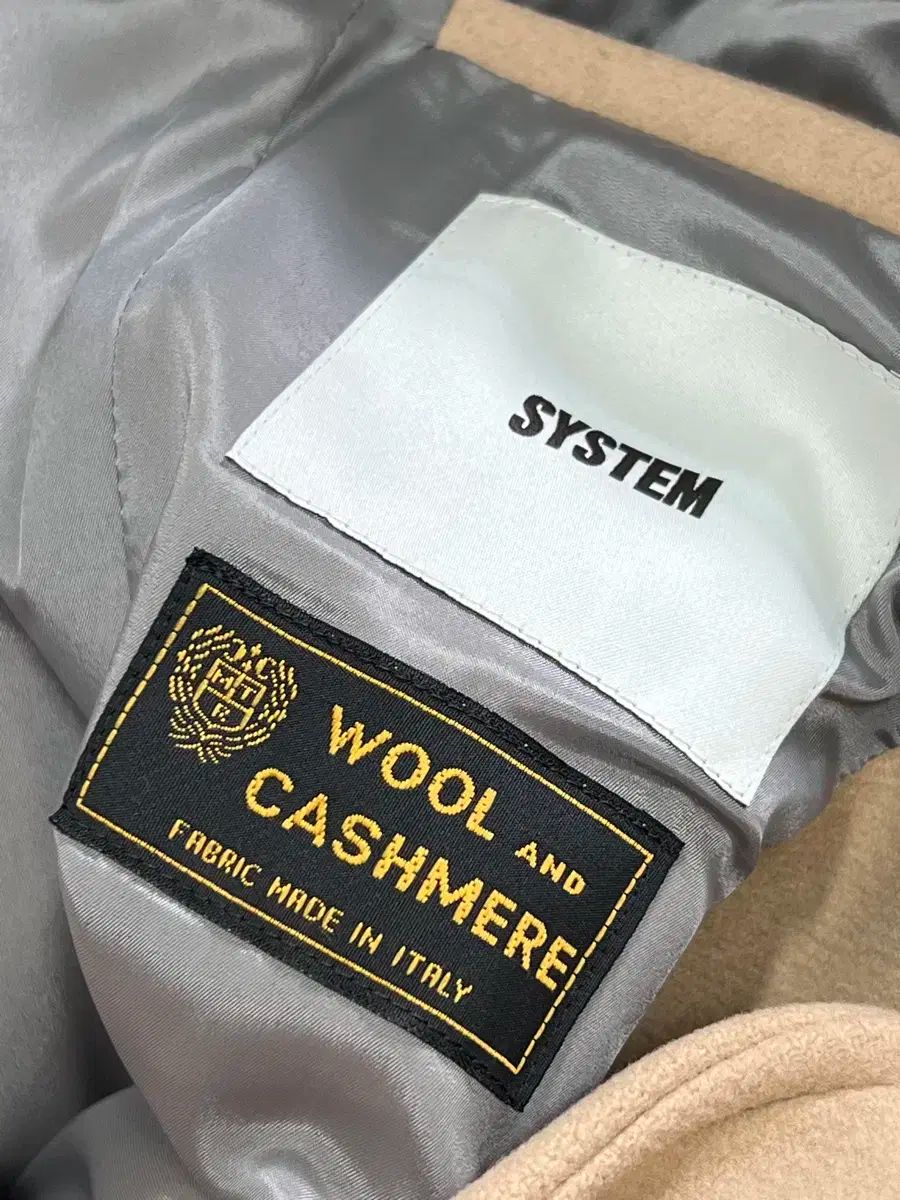 SYSTEM
WOOL AND
CASHMERE
FABRIC MADE IN ITALY